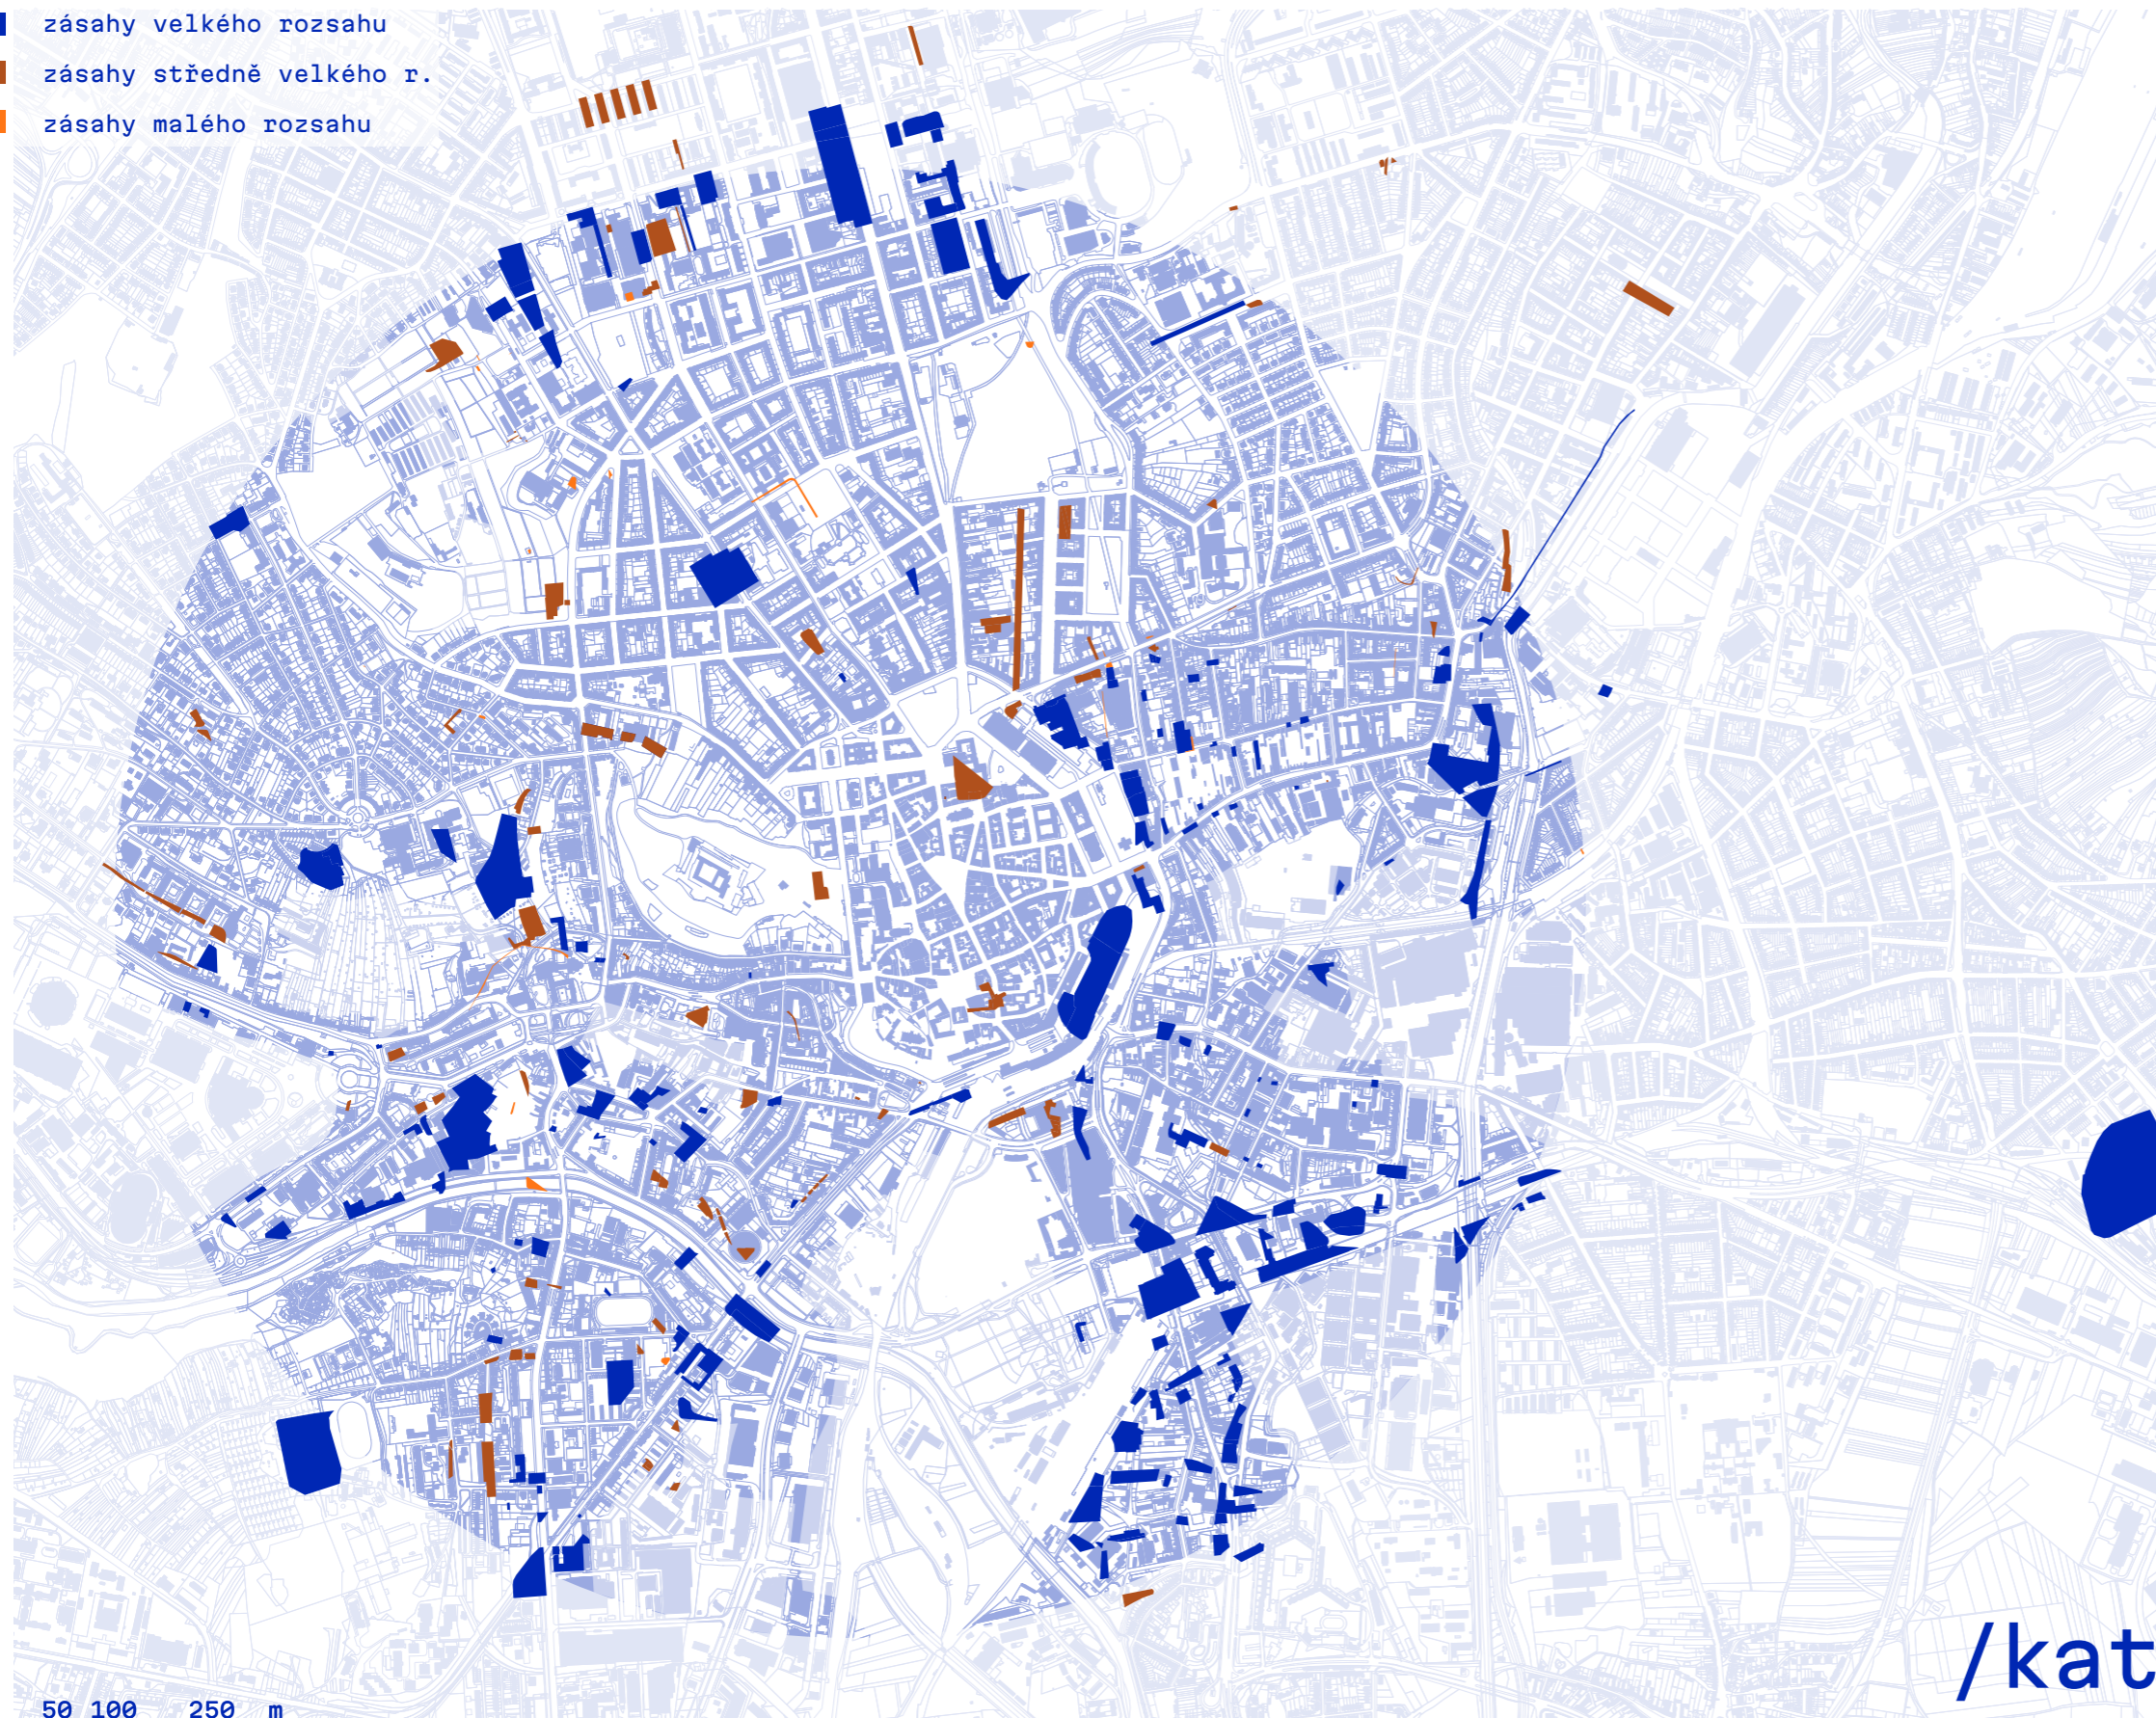 zásahy velkého rozsahu
zásahy středně velkého r.
zásahy malého rozsahu
/kat
50 100 250 m